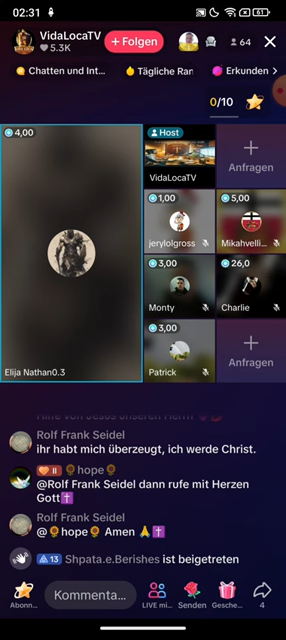 02:31
61
VidaLocaTV
5.3K
+ Folgen
64
Chatten und Int...
Tägliche Ran
Erkunden >
0/10
4,00
Host
VidaLocaTV
Anfragen
1,00
jerylolgross
5,00
Mikahvelli...
3,00
Monty
26,0
Charlie
3,00
Patrick
Anfragen
Elija Nathan0.3
Rolf Frank Seidel
ihr habt mich überzeugt, ich werde Christ.
II 🌻hope🌻
@Rolf Frank Seidel dann rufe mit Herzen
Gott✝️
Rolf Frank Seidel
@🌻hope🌻 Amen 🙏✝️
13 Shpata.e.Berishes ist beigetreten
Abonn...
Kommenta...
LIVE mi...
Senden
Gesche...
4